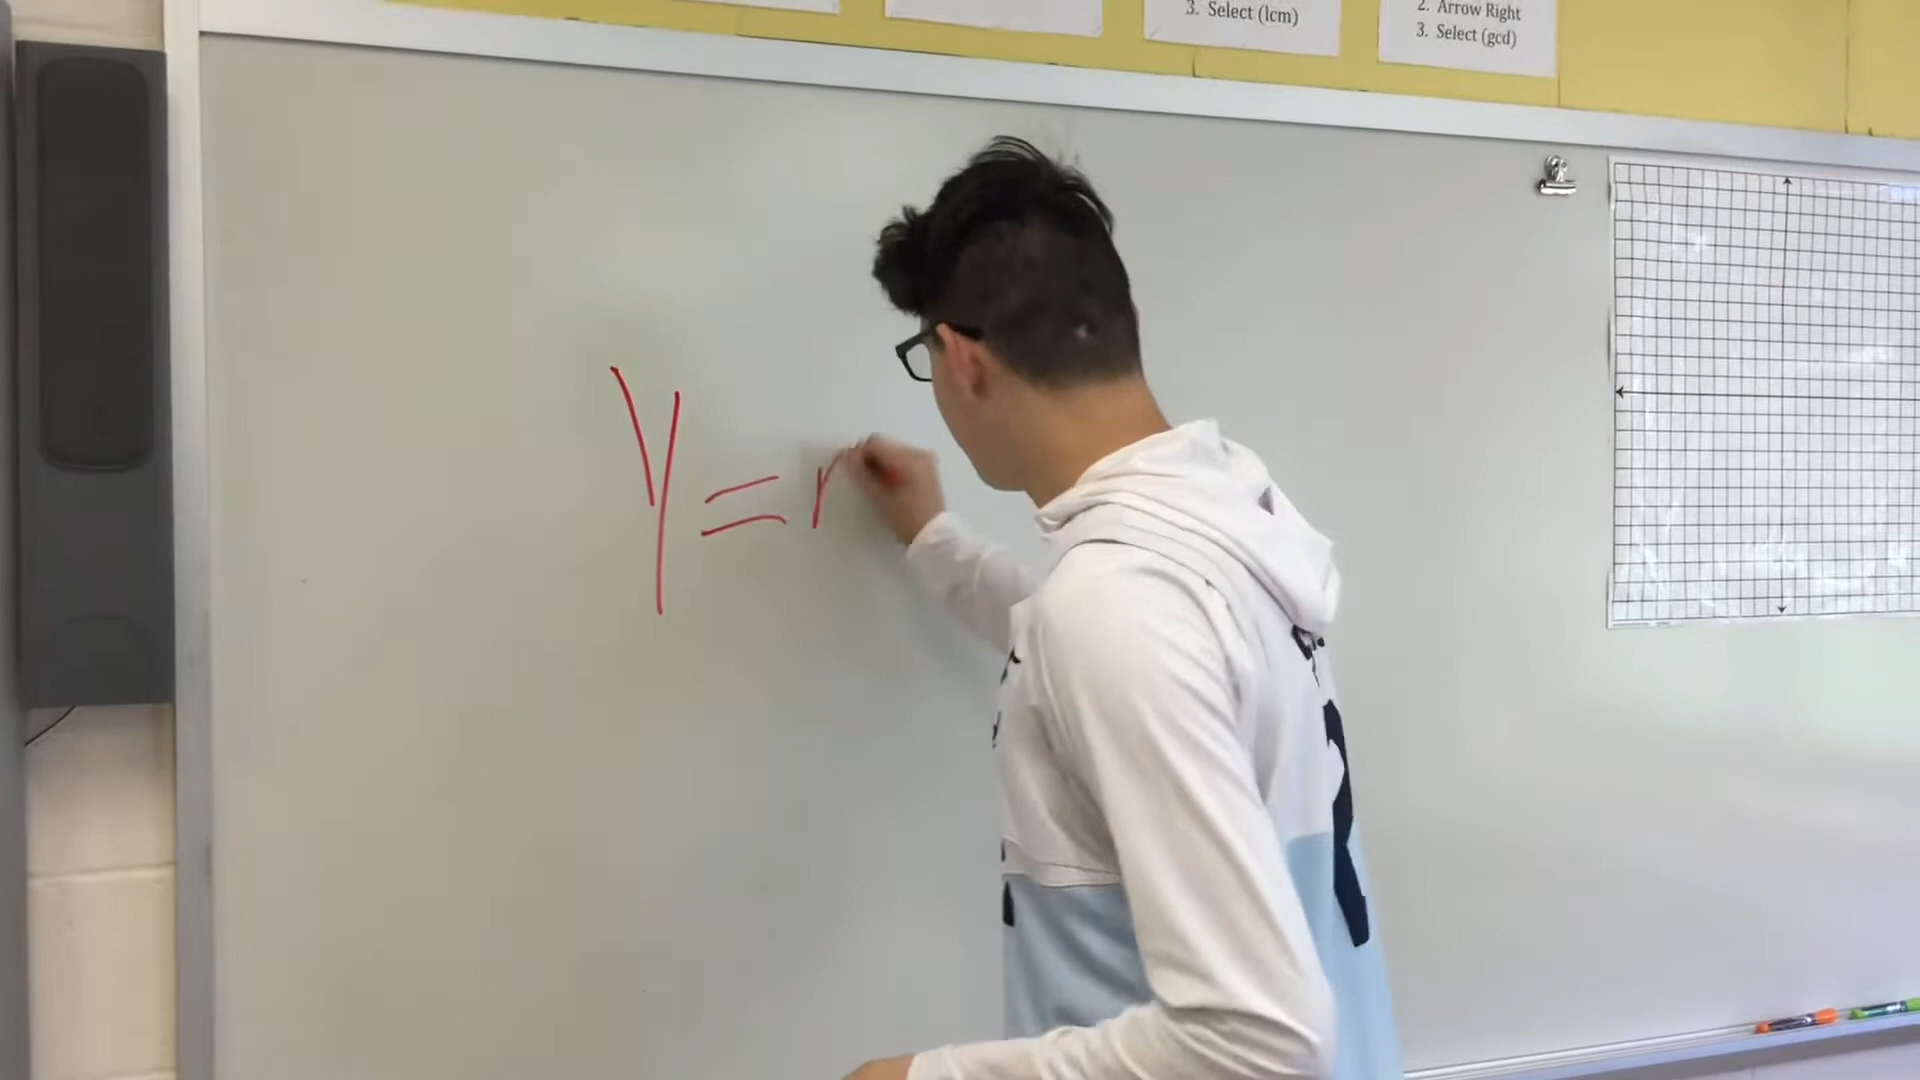 3. Select (lcm)
2. Arrow Right
3. Select (gcd)
Y = r